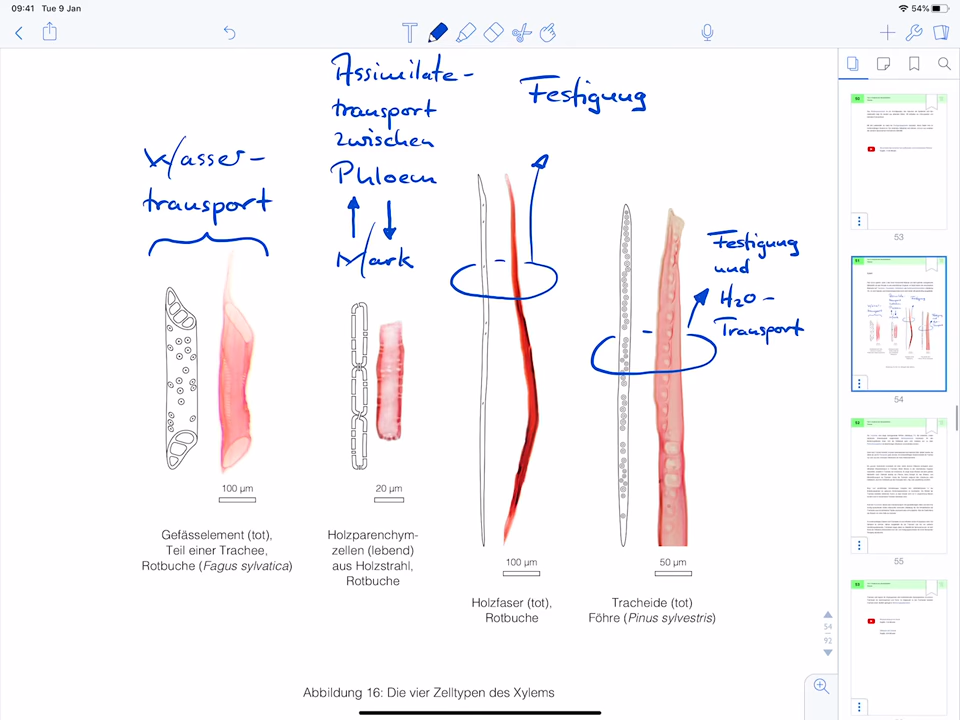 09:41 Tue 9 Jan
54%
T
Assimilate-
transport
zwischen
Phloem
Mark
Festigung
Wasser-
transport
Festigung
und
H2O-
Transport
100 µm
20 µm
100 µm
50 µm
Gefässelement (tot),
Teil einer Trachee,
Rotbuche (Fagus sylvatica)
Holzparenchym-
zellen (lebend)
aus Holzstrahl,
Rotbuche
Holzfaser (tot),
Rotbuche
Tracheide (tot)
Föhre (Pinus sylvestris)
Abbildung 16: Die vier Zelltypen des Xylems
54
92
53
54
55